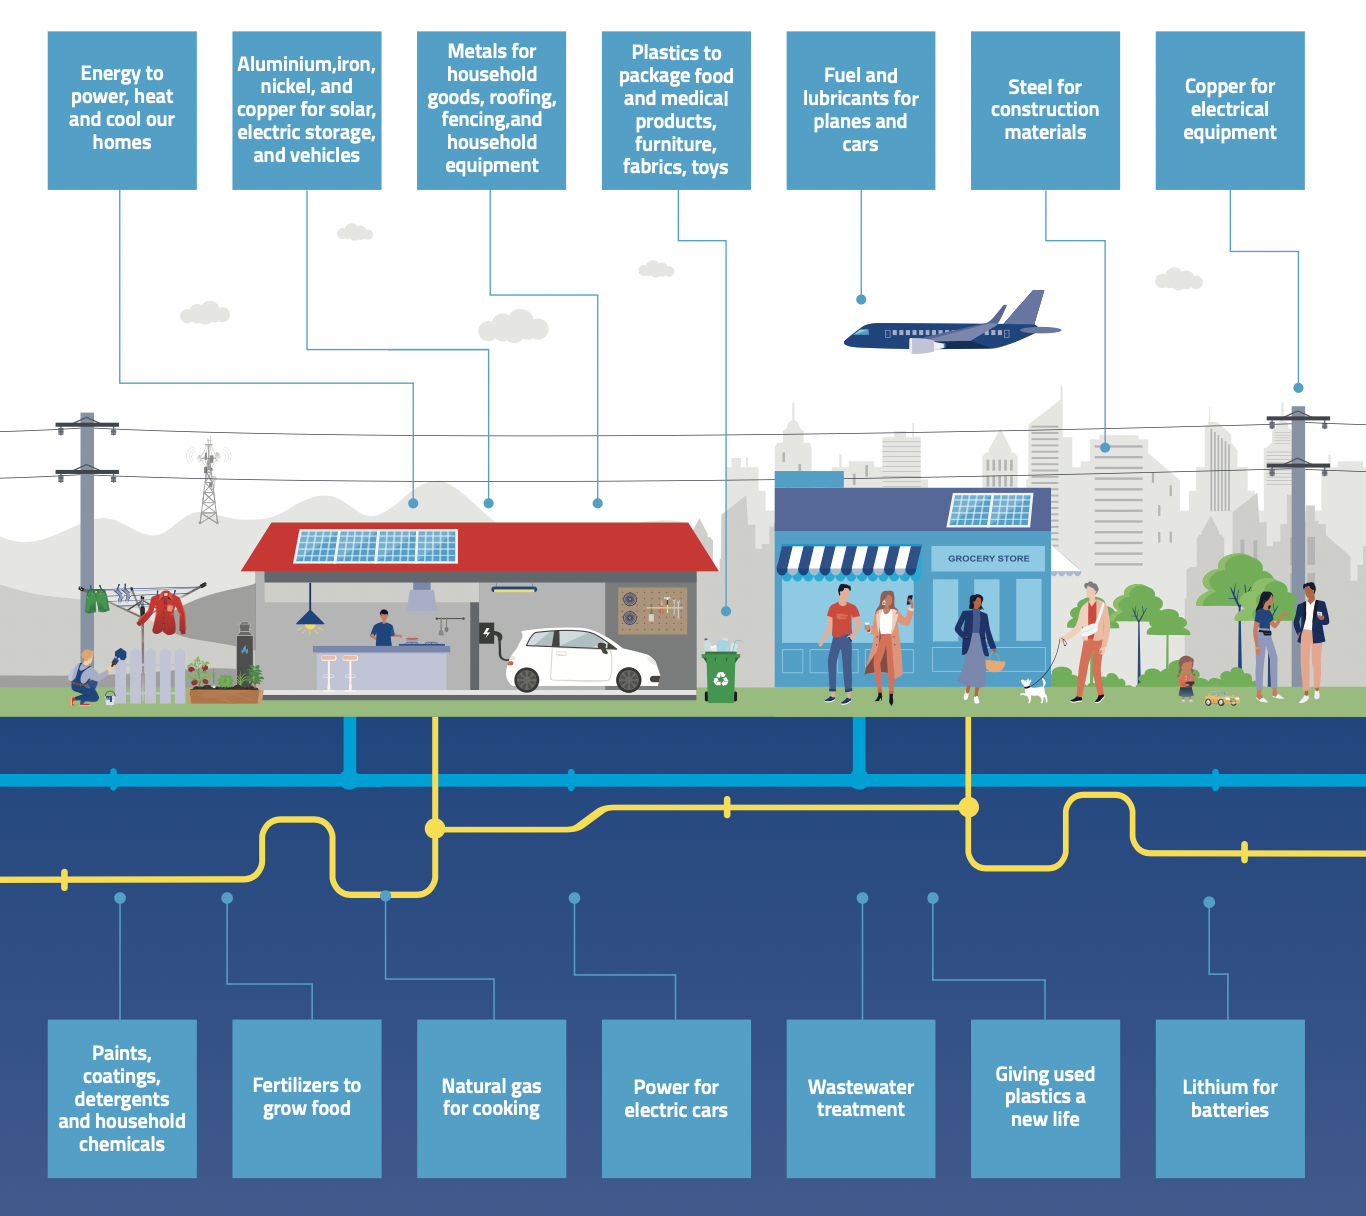 Energy to
power, heat
and cool our
homes
Aluminium,iron,
nickel, and
copper for solar,
electric storage,
and vehicles
Metals for
household
goods, roofing,
fencing,and
household
equipment
Plastics to
package food
and medical
products,
furniture,
fabrics, toys
Fuel and
lubricants for
planes and
cars
Steel for
construction
materials
Copper for
electrical
equipment
GROCERY STORE
Paints,
coatings,
detergents
and household
chemicals
Fertilizers to
grow food
Natural gas
for cooking
Power for
electric cars
Wastewater
treatment
Giving used
plastics a
new life
Lithium for
batteries